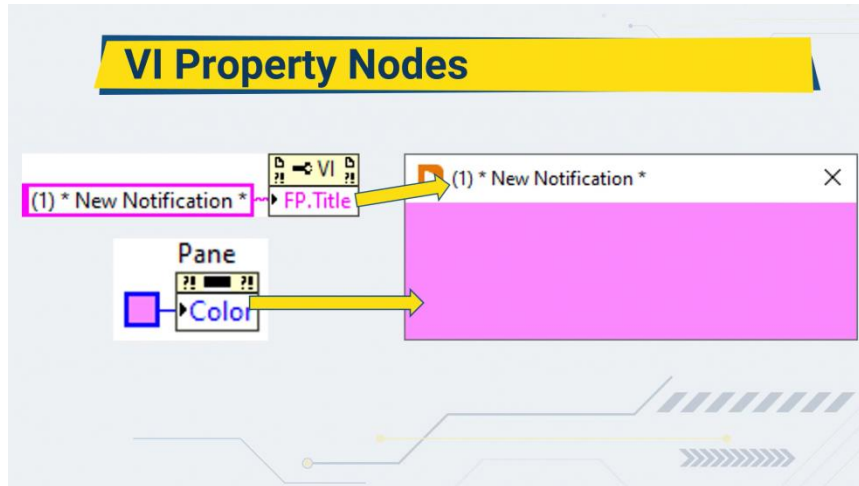 VI Property Nodes
VI
(1) * New Notification *
FP.Title
(1) * New Notification *
Pane
Color